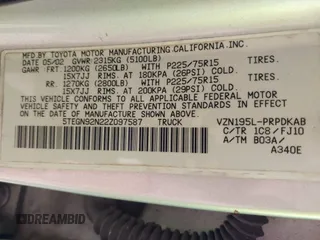 MFD. BY TOYOTA MOTOR MANUFACTURING CALIFORNIA.INC.
DATE 05/02 GVWR 2315KG (5100LB)
GAWR FRT. 1200KG (2650LB) WITH P225/75R15 TIRES.
15X7JJ RIMS. AT 180KPA (26PSI) COLD TIRE.
RR. 1270KG (2800LB) WITH P225/75R15 TIRES.
15X7JJ RIMS. AT 200KPA (29PSI) COLD TIRE.
THIS VEHICLE CONFORMS TO ALL APPLICABLE FEDERAL MOTOR VEHICLE
SAFETY AND THEFT PREVENTION STANDARDS IN EFFECT ON THE DATE
OF MANUFACTURE SHOWN ABOVE.
5TEGN92N22Z097587 TRUCK VZN195L-PRPDKAB
C/TR 1C8/FJ10
A/TM B03A/
A340E
DREAMBID